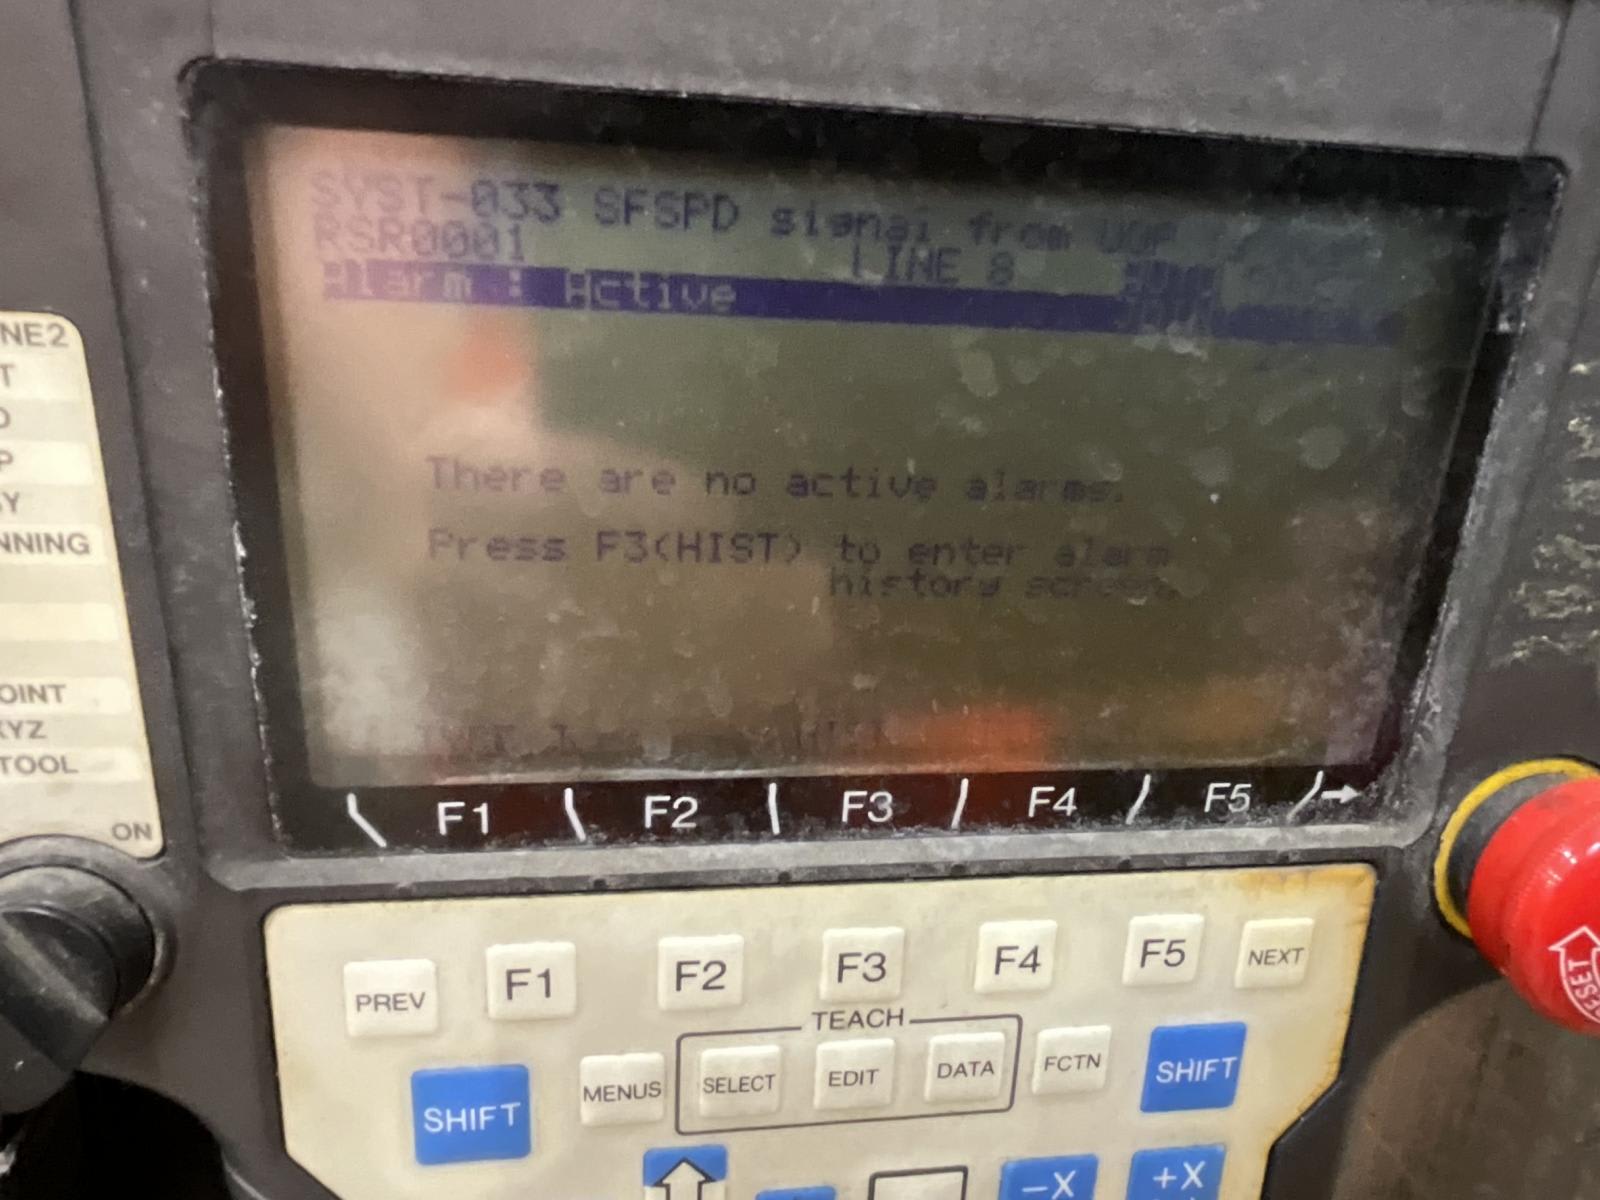 SYST-033 SFSPD signal from UOP
RSR0001 LINE 8
Alarm : Active
There are no active alarms.
Press F3(HIST) to enter alarm
history screen.
F1 F2 F3 F4 F5
NE2
T
D
P
SY
NNING
OINT
XYZ
TOOL
ON
PREV F1 F2 F3 F4 F5 NEXT
TEACH
SHIFT MENUS SELECT EDIT DATA FCTN SHIFT
-X +X